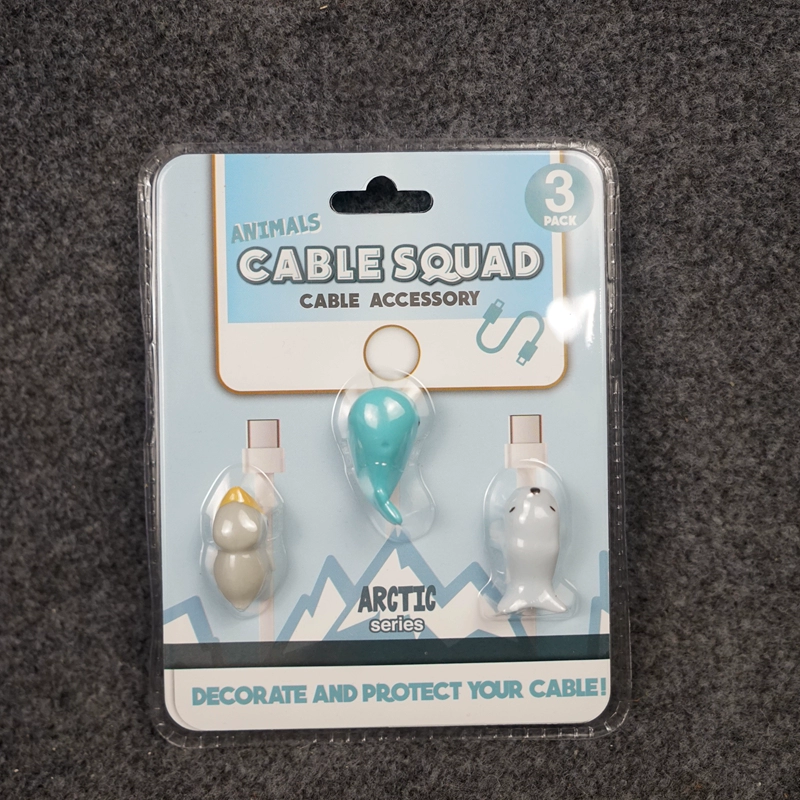 3
PACK
ANIMALS
CABLE SQUAD
CABLE ACCESSORY
ARCTIC
series
DECORATE AND PROTECT YOUR CABLE!